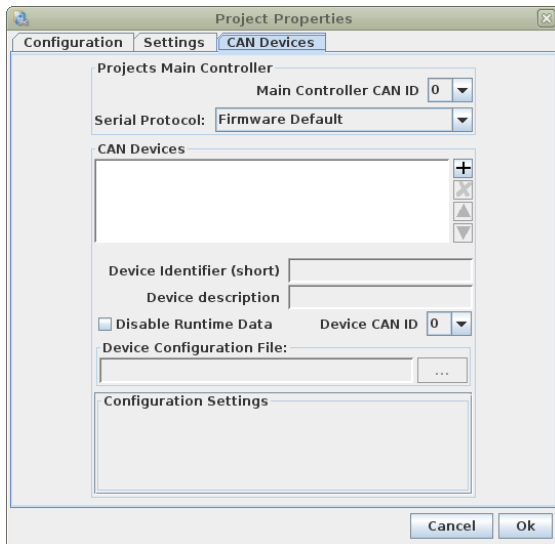 Project Properties
Configuration Settings CAN Devices
Projects Main Controller
Main Controller CAN ID 0
Serial Protocol: Firmware Default
CAN Devices
Device Identifier (short)
Device description
Disable Runtime Data Device CAN ID 0
Device Configuration File:
...
Configuration Settings
Cancel Ok